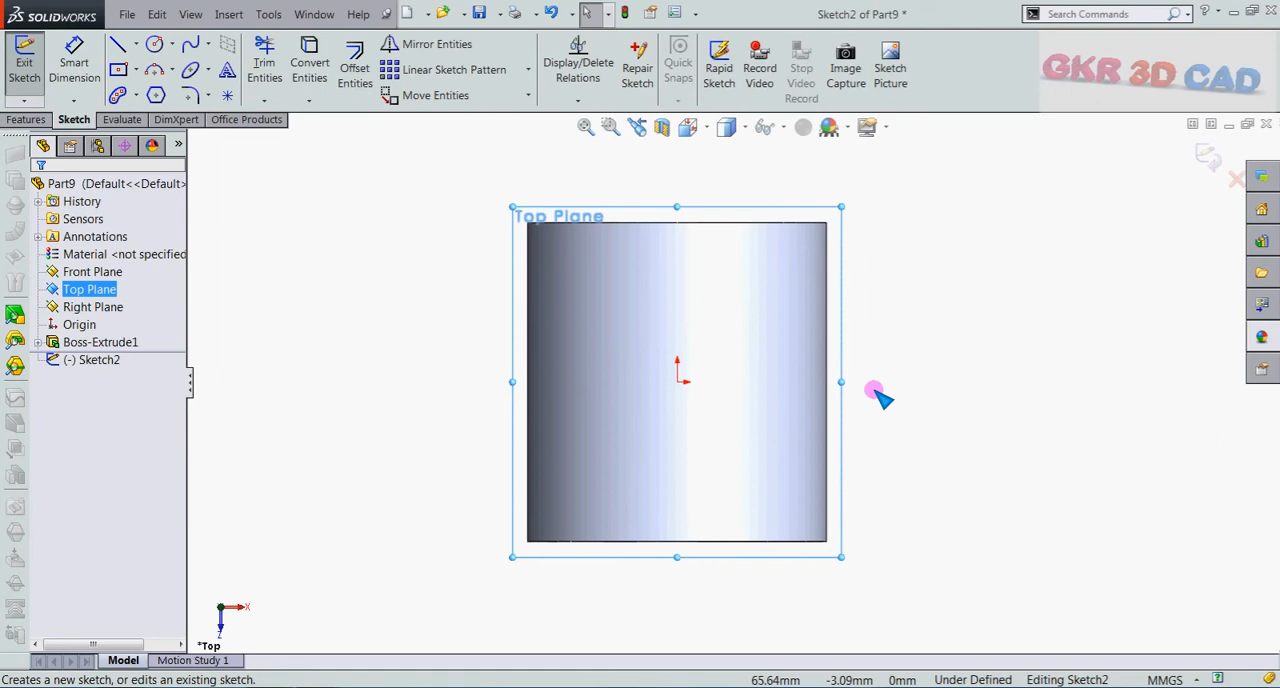 SOLIDWORKS
File Edit View Insert Tools Window Help
Sketch2 of Part9 *
Search Commands
Exit Sketch
Smart Dimension
Trim Entities
Convert Entities
Offset Entities
Mirror Entities
Linear Sketch Pattern
Move Entities
Display/Delete Relations
Repair Sketch
Quick Snaps
Rapid Sketch
Record Video
Stop Video Record
Image Capture
Sketch Picture
GKR 3D CAD
Features Sketch Evaluate DimXpert Office Products
Part9 (Default<<Default>
History
Sensors
Annotations
Material <not specified
Front Plane
Top Plane
Right Plane
Origin
Boss-Extrude1
(-) Sketch2
Top Plane
X
Z
*Top
Model Motion Study 1
Creates a new sketch, or edits an existing sketch.
65.64mm -3.09mm 0mm Under Defined Editing Sketch2 MMGS